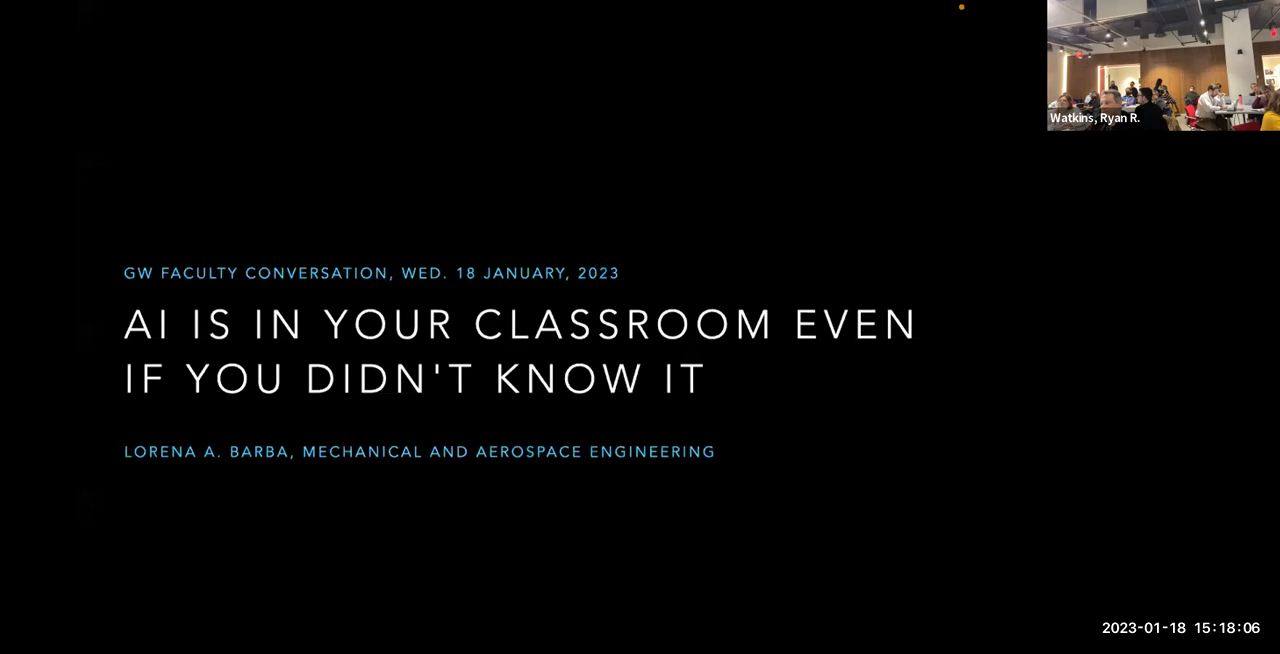 Watkins, Ryan R.
GW FACULTY CONVERSATION, WED. 18 JANUARY, 2023
AI IS IN YOUR CLASSROOM EVEN
IF YOU DIDN'T KNOW IT
LORENA A. BARBA, MECHANICAL AND AEROSPACE ENGINEERING
2023-01-18 15:18:06